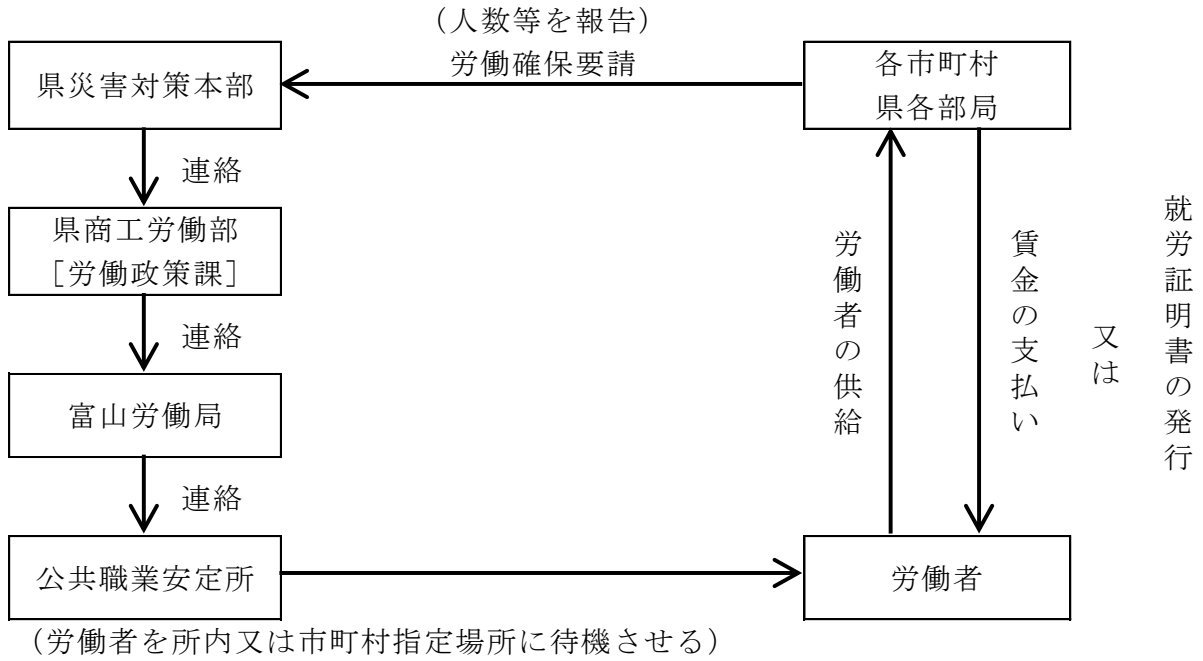 （人数等を報告）
労働確保要請
県災害対策本部
各市町村
県各部局
連絡
県商工労働部
［労働政策課］
連絡
富山労働局
連絡
公共職業安定所
労働者の供給
賃金の支払い
又は
就労証明書の発行
労働者
（労働者を所内又は市町村指定場所に待機させる）